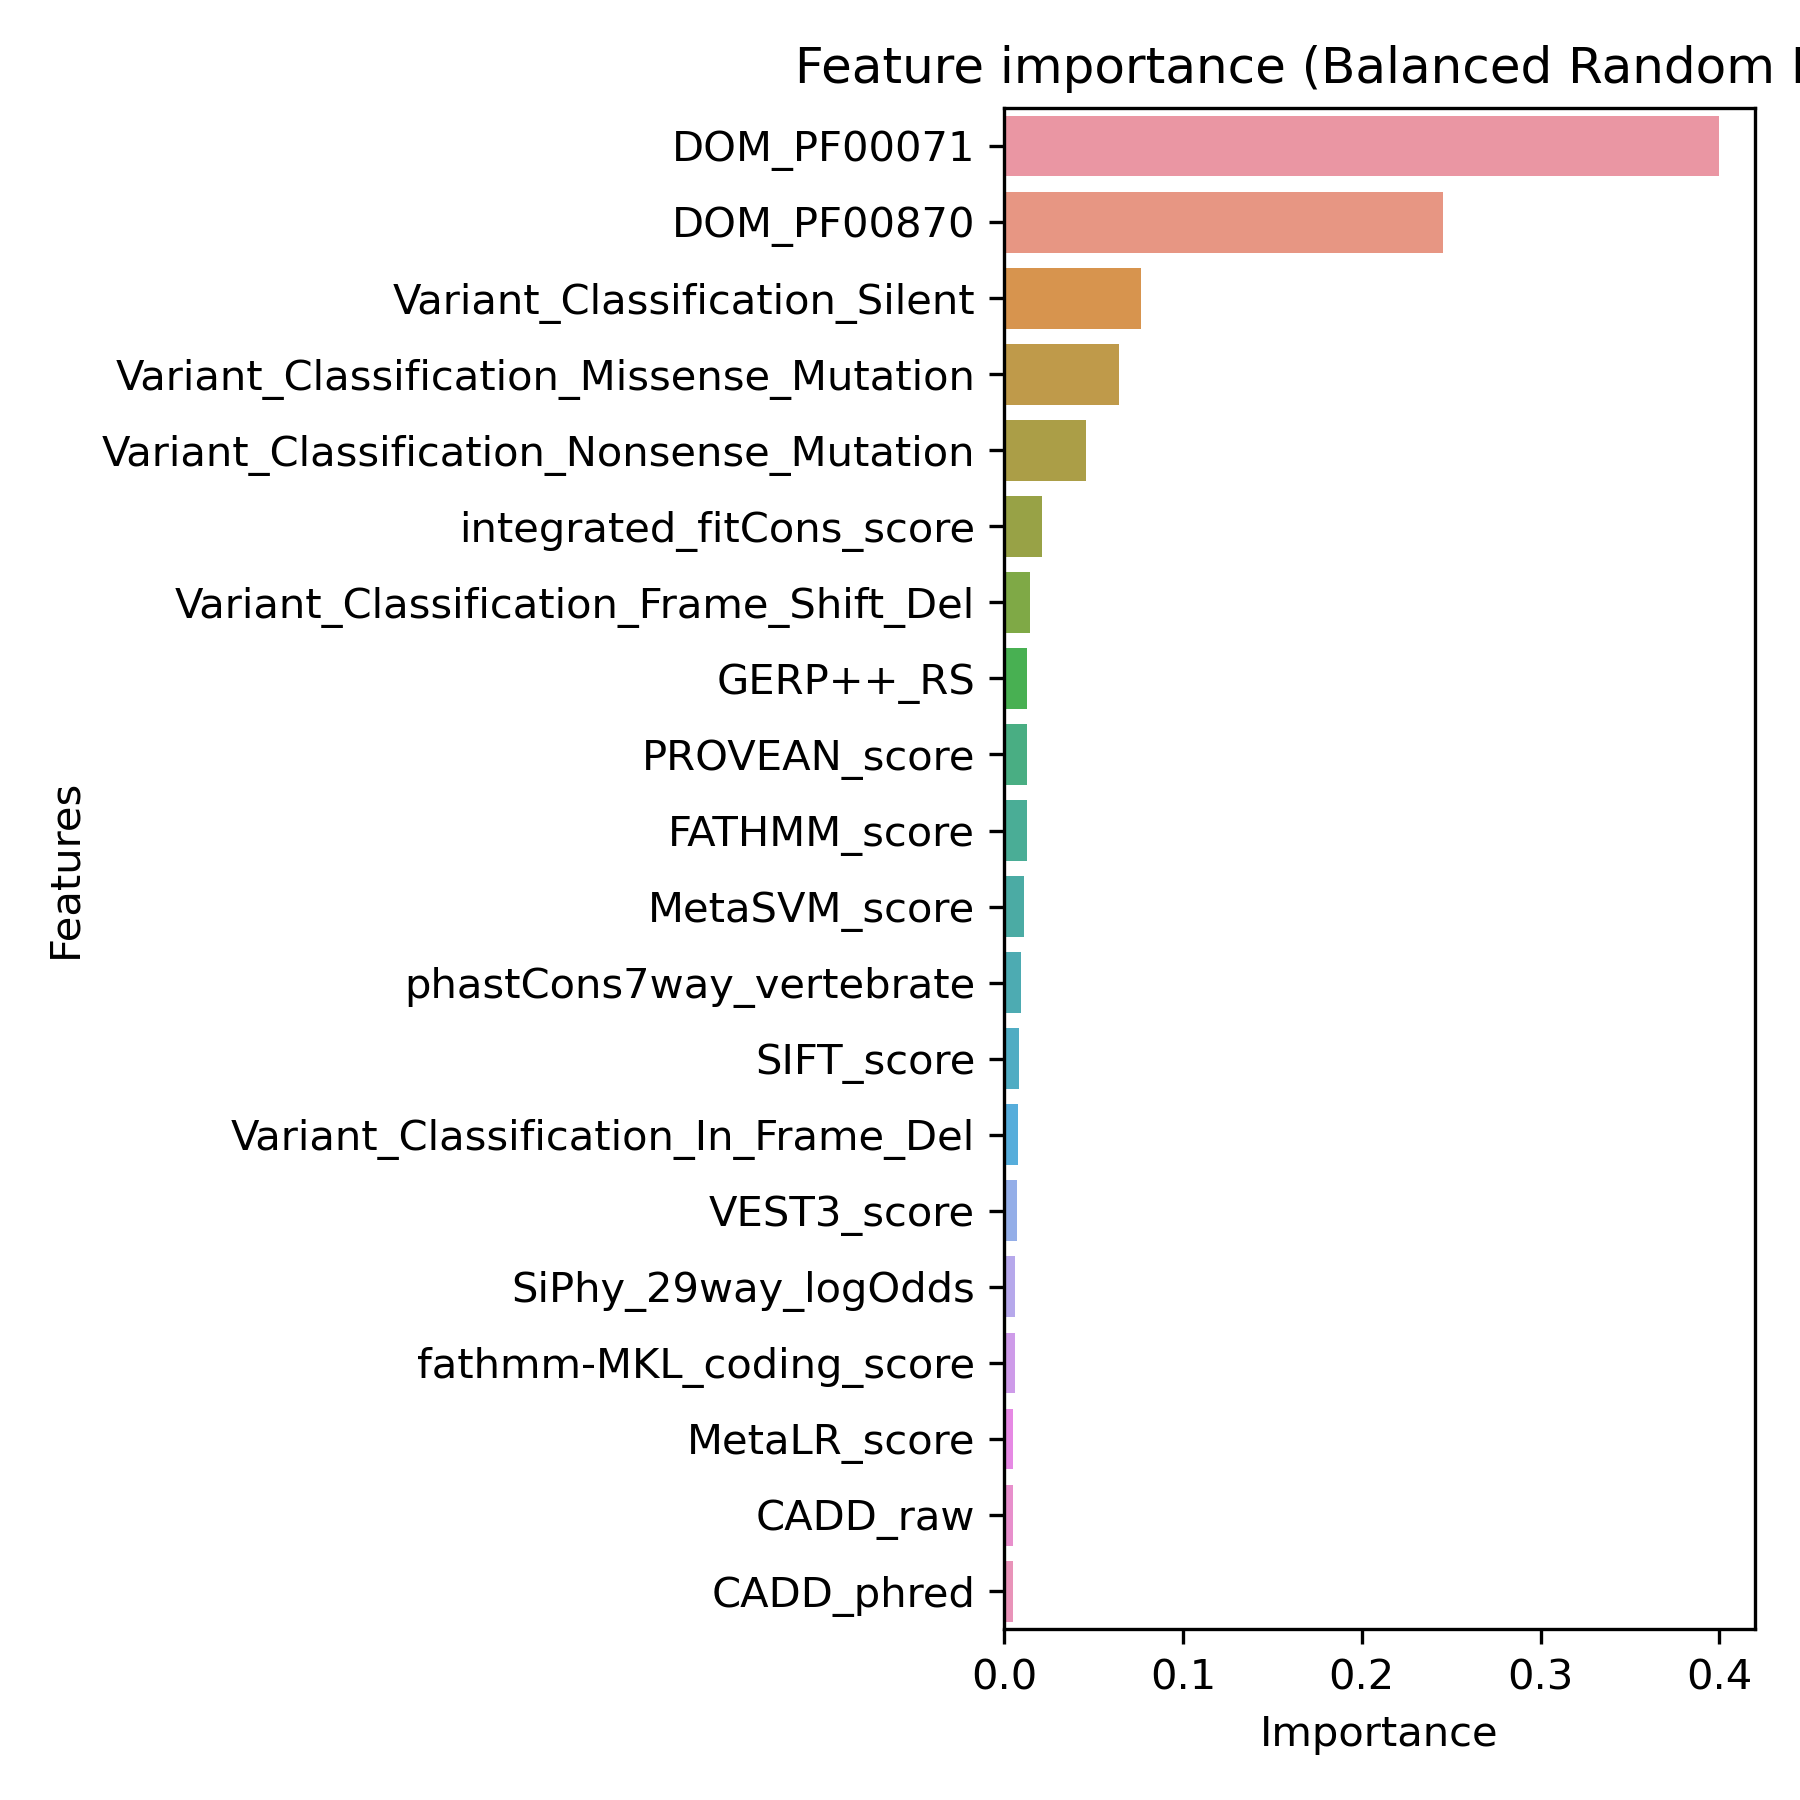 Feature importance (Balanced Random
DOM_PF00071
DOM_PF00870
Variant_Classification_Silent
Variant_Classification_Missense_Mutation
Variant_Classification_Nonsense_Mutation
integrated_fitCons_score
Variant_Classification_Frame_Shift_Del
GERP++_RS
PROVEAN_score
FATHMM_score
MetaSVM_score
phastCons7way_vertebrate
SIFT_score
Variant_Classification_In_Frame_Del
VEST3_score
SiPhy_29way_logOdds
fathmm-MKL_coding_score
MetaLR_score
CADD_raw
CADD_phred
Features
0.0 0.1 0.2 0.3 0.4
Importance